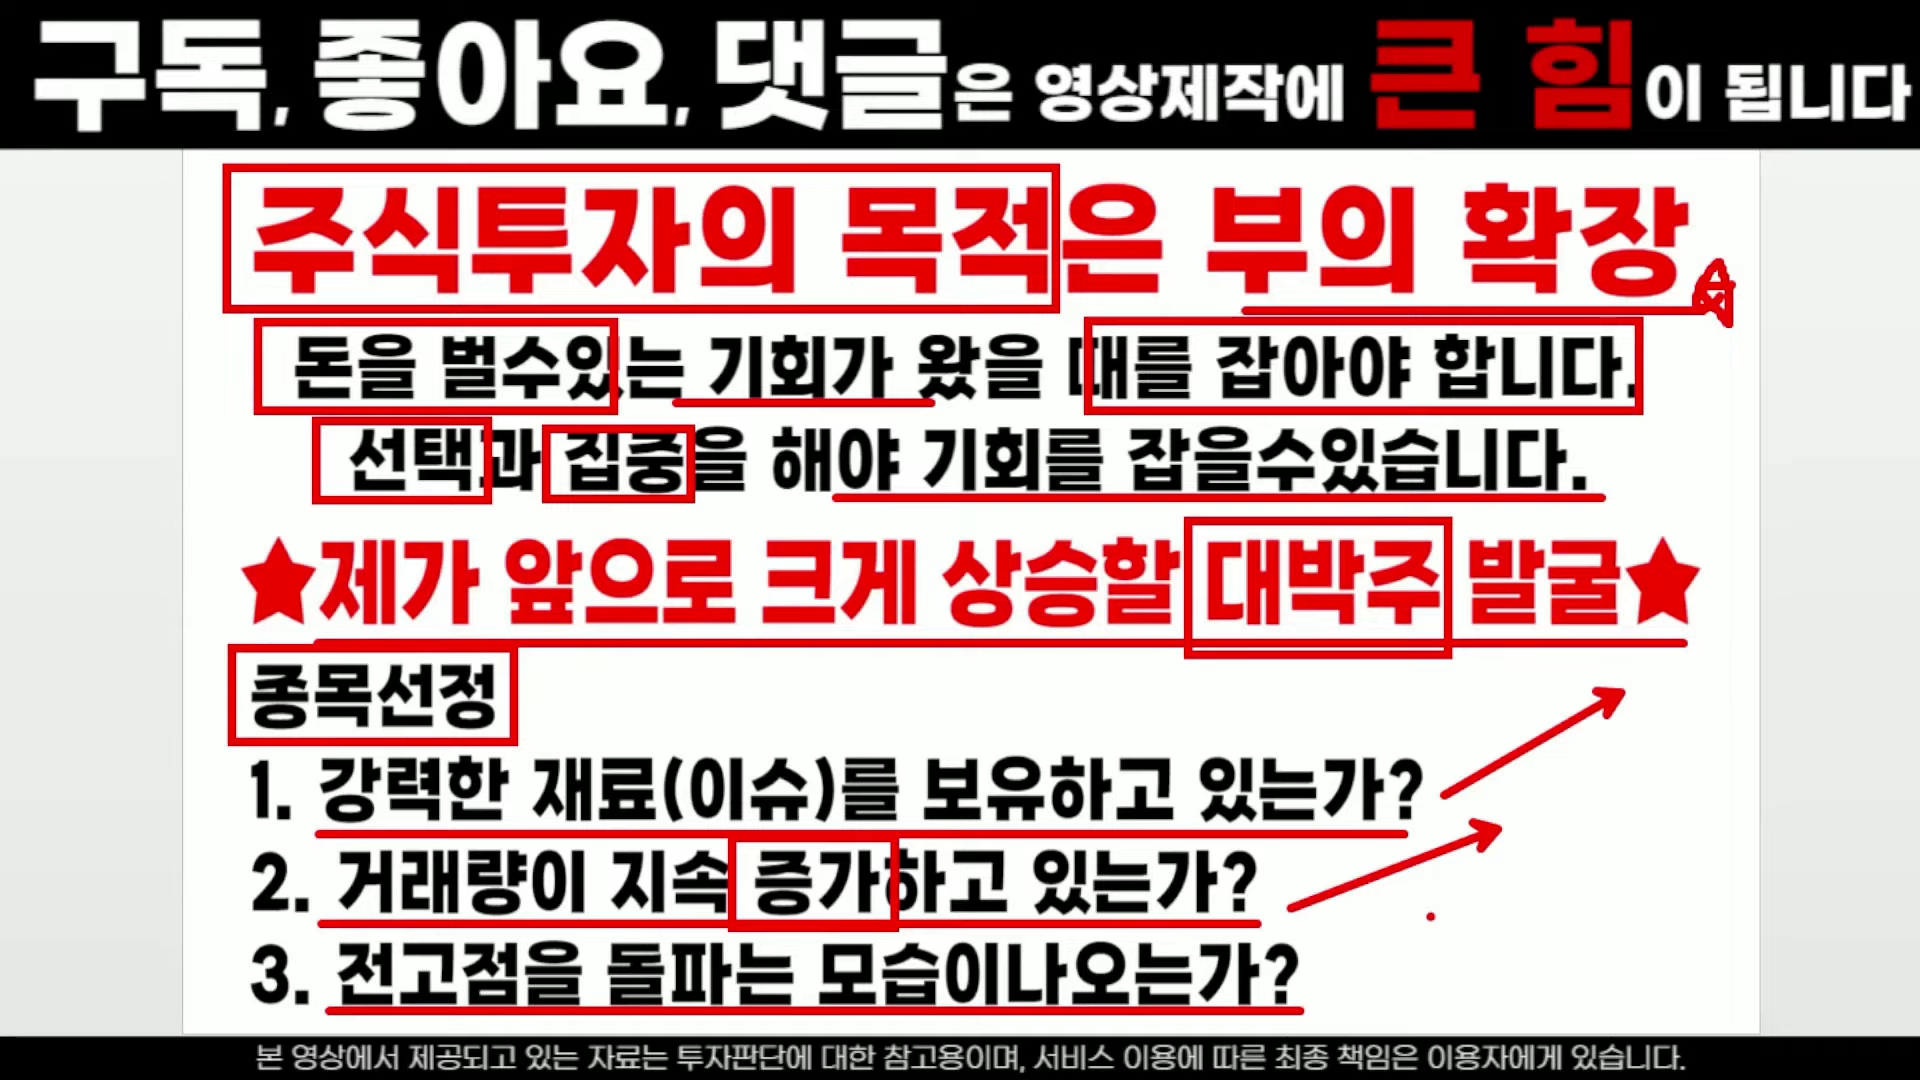 구독, 좋아요, 댓글은 영상제작에 큰 힘이 됩니다
주식투자의 목적은 부의 확장
돈을 벌수있는 기회가 왔을 때를 잡아야 합니다.
선택과 집중을 해야 기회를 잡을수있습니다.
★제가 앞으로 크게 상승할 대박주 발굴★
종목선정
1. 강력한 재료(이슈)를 보유하고 있는가?
2. 거래량이 지속 증가하고 있는가?
3. 전고점을 돌파는 모습이나오는가?
본 영상에서 제공되고 있는 자료는 투자판단에 대한 참고용이며, 서비스 이용에 따른 최종 책임은 이용자에게 있습니다.